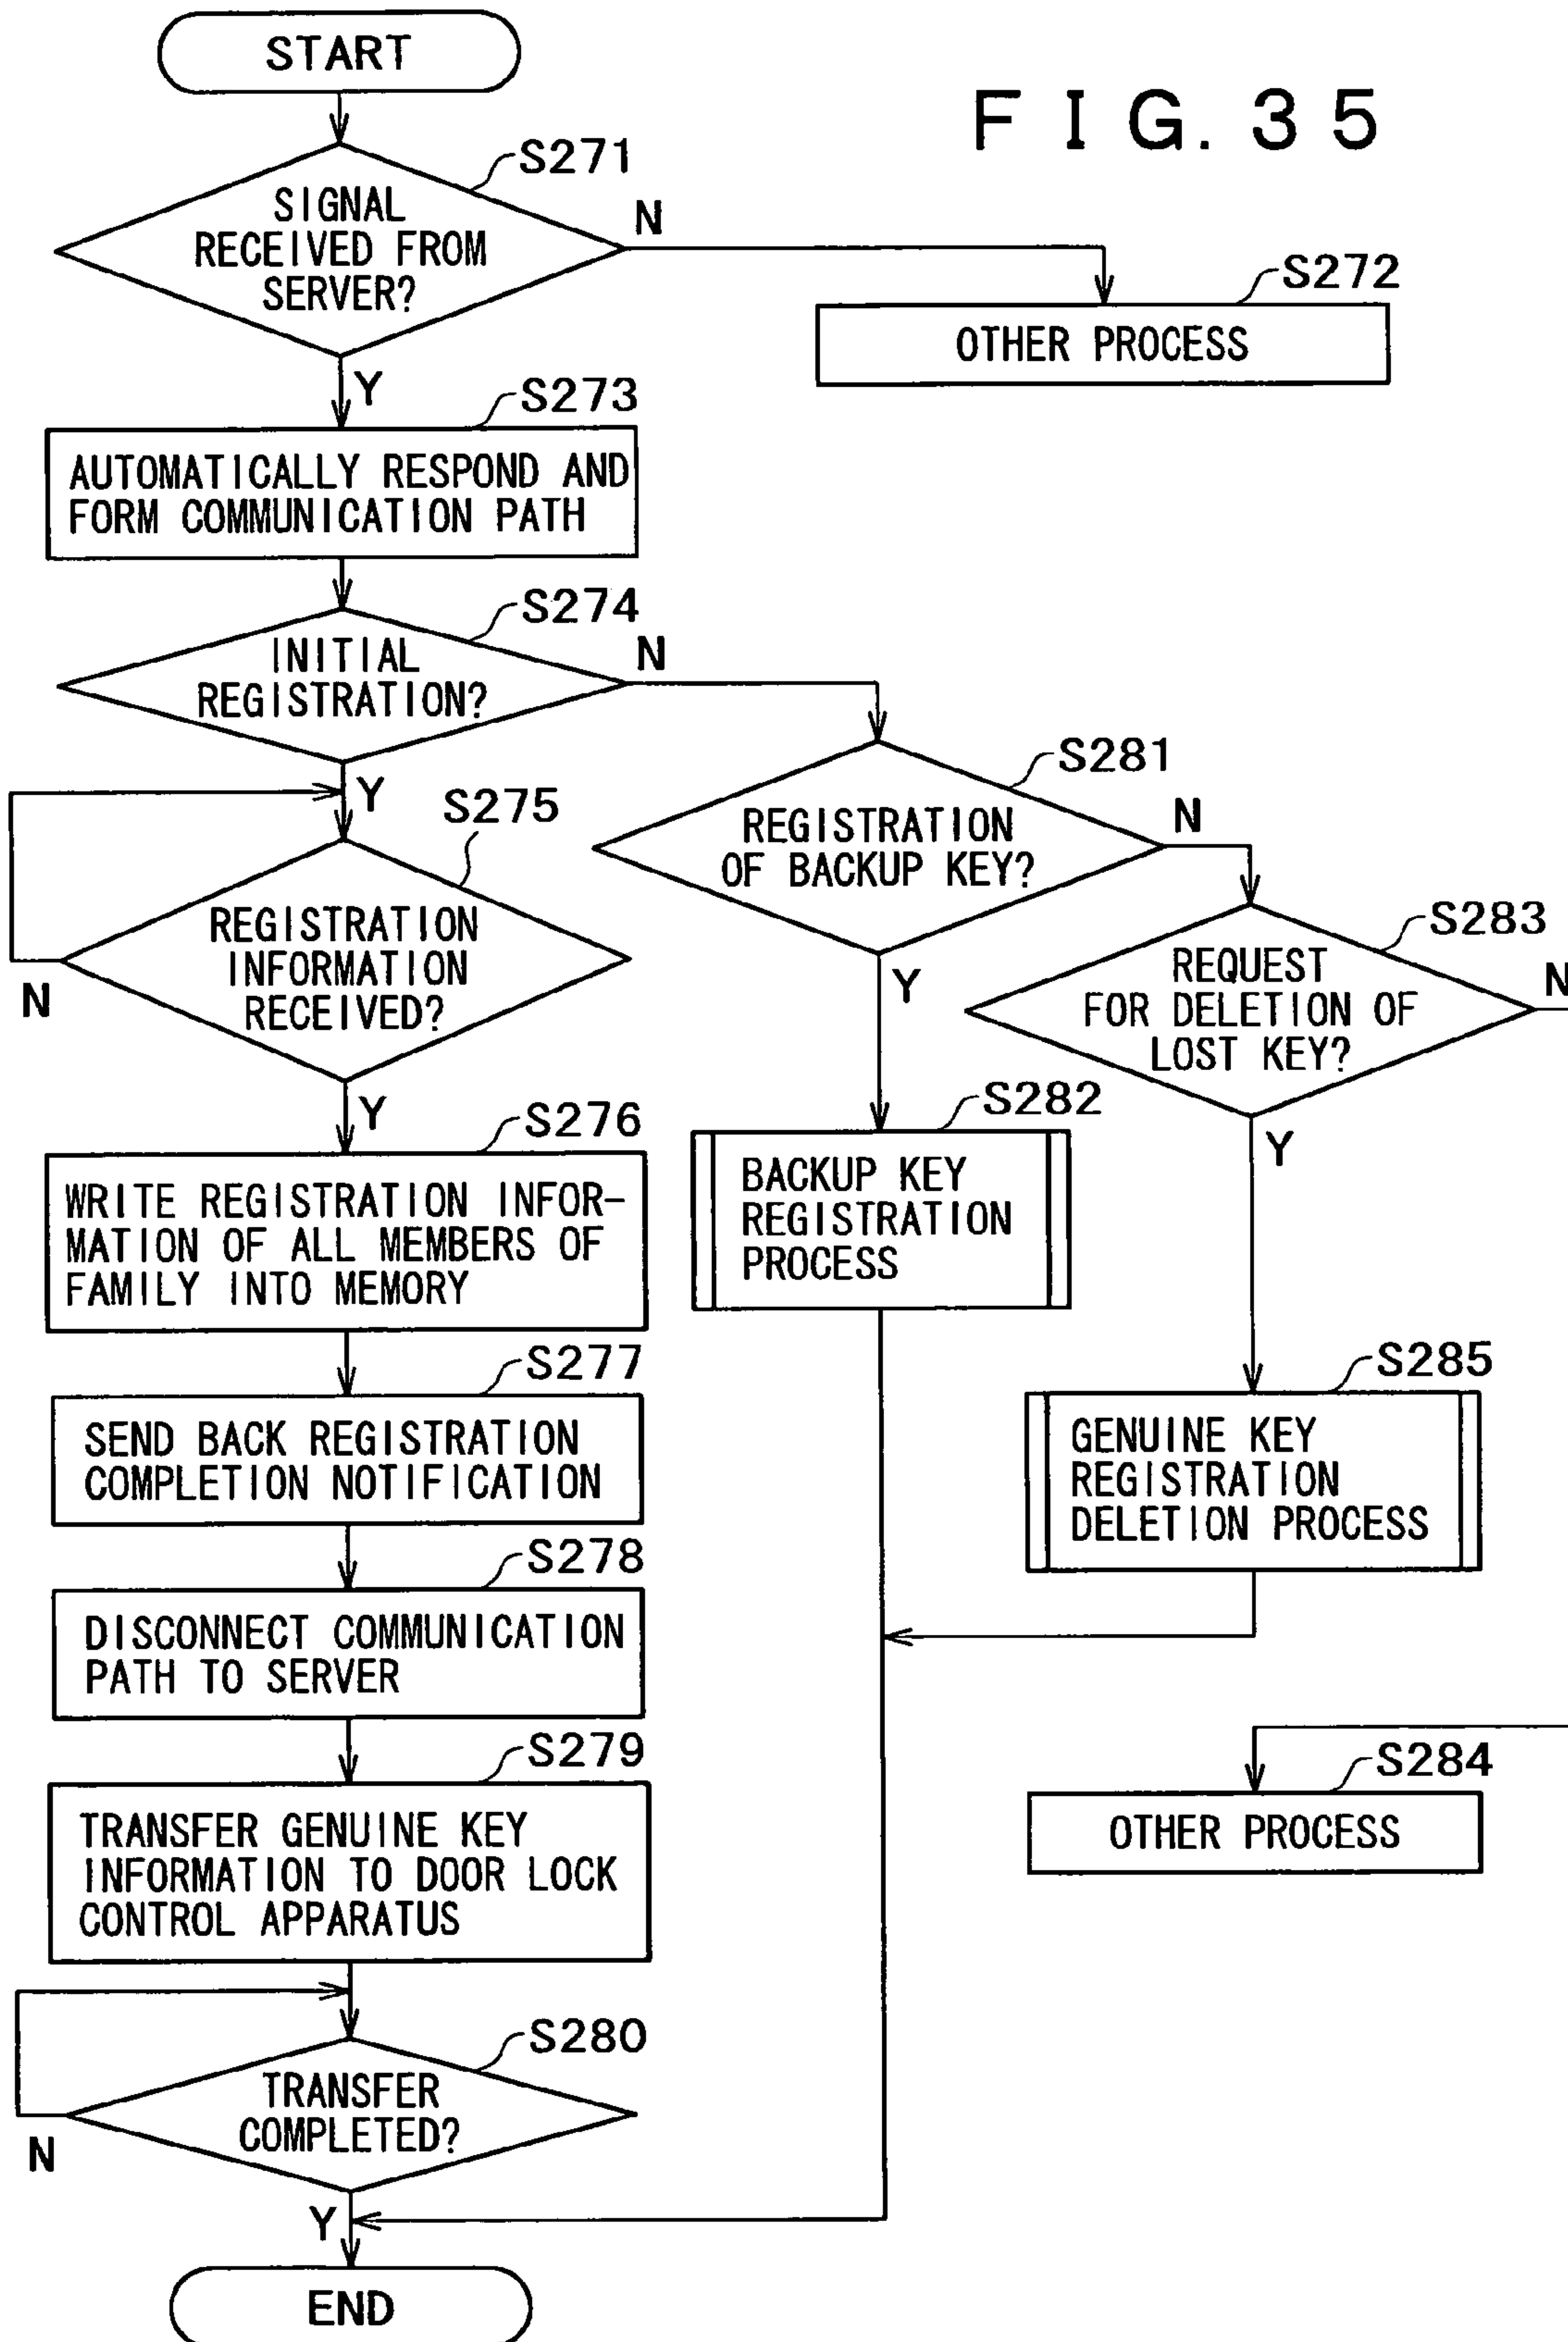 START
FIG. 35
S271
SIGNAL
RECEIVED FROM
SERVER?
N
S272
OTHER PROCESS
Y
S273
AUTOMATICALLY RESPOND AND
FORM COMMUNICATION PATH
S274
INITIAL
REGISTRATION?
N
Y
S275
REGISTRATION
INFORMATION
RECEIVED?
N
Y
S281
REGISTRATION
OF BACKUP KEY?
N
Y
S283
REQUEST
FOR DELETION OF
LOST KEY?
N
Y
S276
WRITE REGISTRATION INFOR-
MATION OF ALL MEMBERS OF
FAMILY INTO MEMORY
S282
BACKUP KEY
REGISTRATION
PROCESS
S277
SEND BACK REGISTRATION
COMPLETION NOTIFICATION
S285
GENUINE KEY
REGISTRATION
DELETION PROCESS
S278
DISCONNECT COMMUNICATION
PATH TO SERVER
S279
TRANSFER GENUINE KEY
INFORMATION TO DOOR LOCK
CONTROL APPARATUS
S284
OTHER PROCESS
S280
TRANSFER
COMPLETED?
N
Y
END